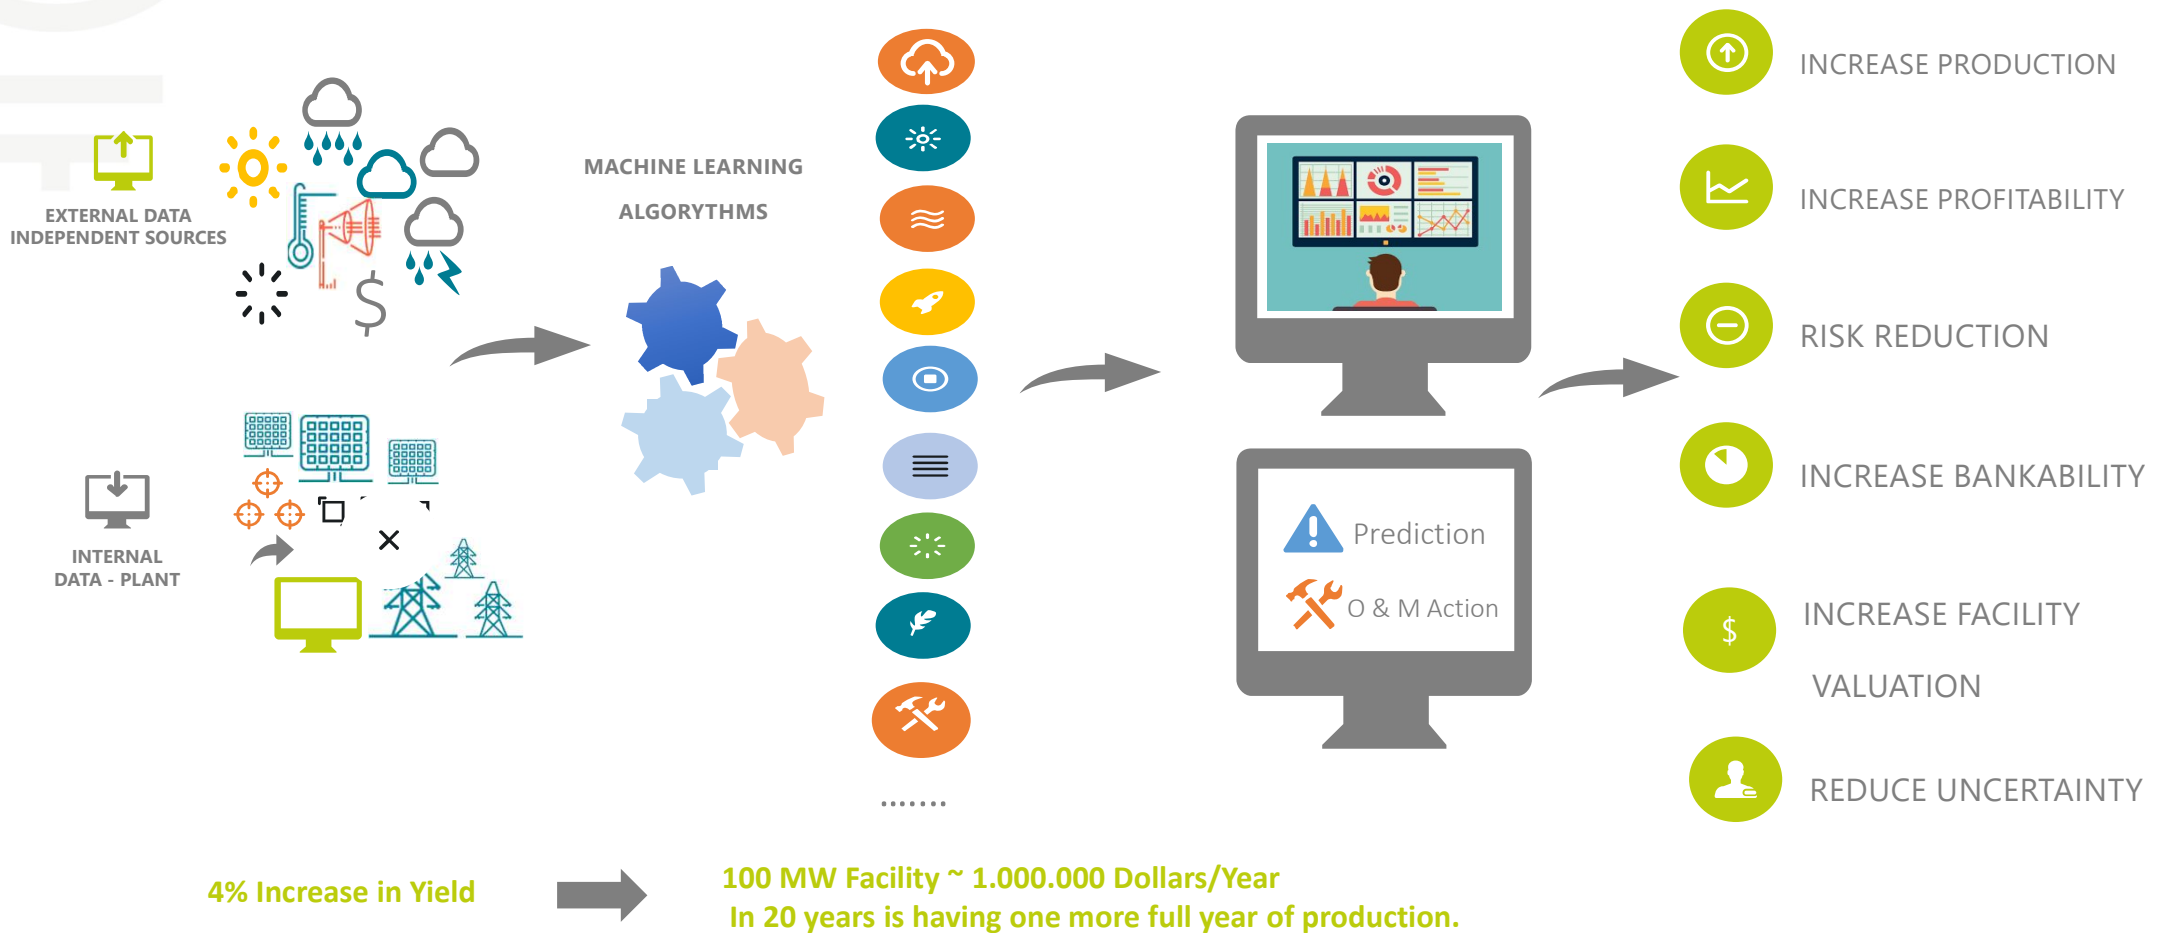 EXTERNAL DATA
INDEPENDENT SOURCES
$
INTERNAL
DATA - PLANT
MACHINE LEARNING
ALGORYTHMS
.......
Prediction
O & M Action
INCREASE PRODUCTION
INCREASE PROFITABILITY
RISK REDUCTION
INCREASE BANKABILITY
$
INCREASE FACILITY
VALUATION
REDUCE UNCERTAINTY
4% Increase in Yield
100 MW Facility ~ 1.000.000 Dollars/Year
In 20 years is having one more full year of production.